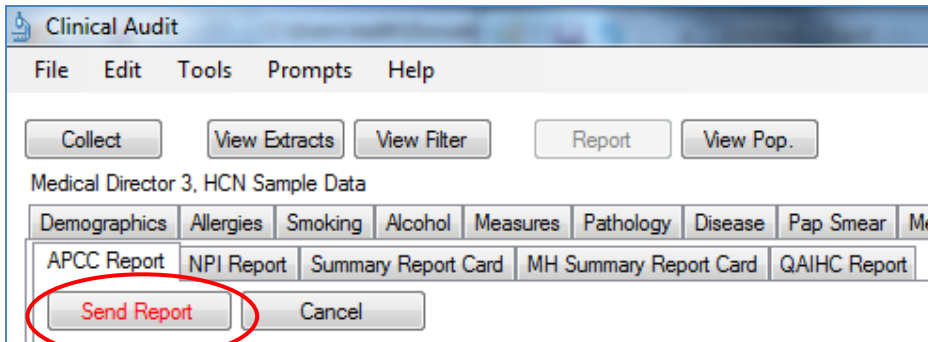 Clinical Audit
File Edit Tools Prompts Help
Collect View Extracts View Filter Report View Pop.
Medical Director 3, HCN Sample Data
Demographics Allergies Smoking Alcohol Measures Pathology Disease Pap Smear
APCC Report NPI Report Summary Report Card MH Summary Report Card QAIHC Report
Send Report Cancel